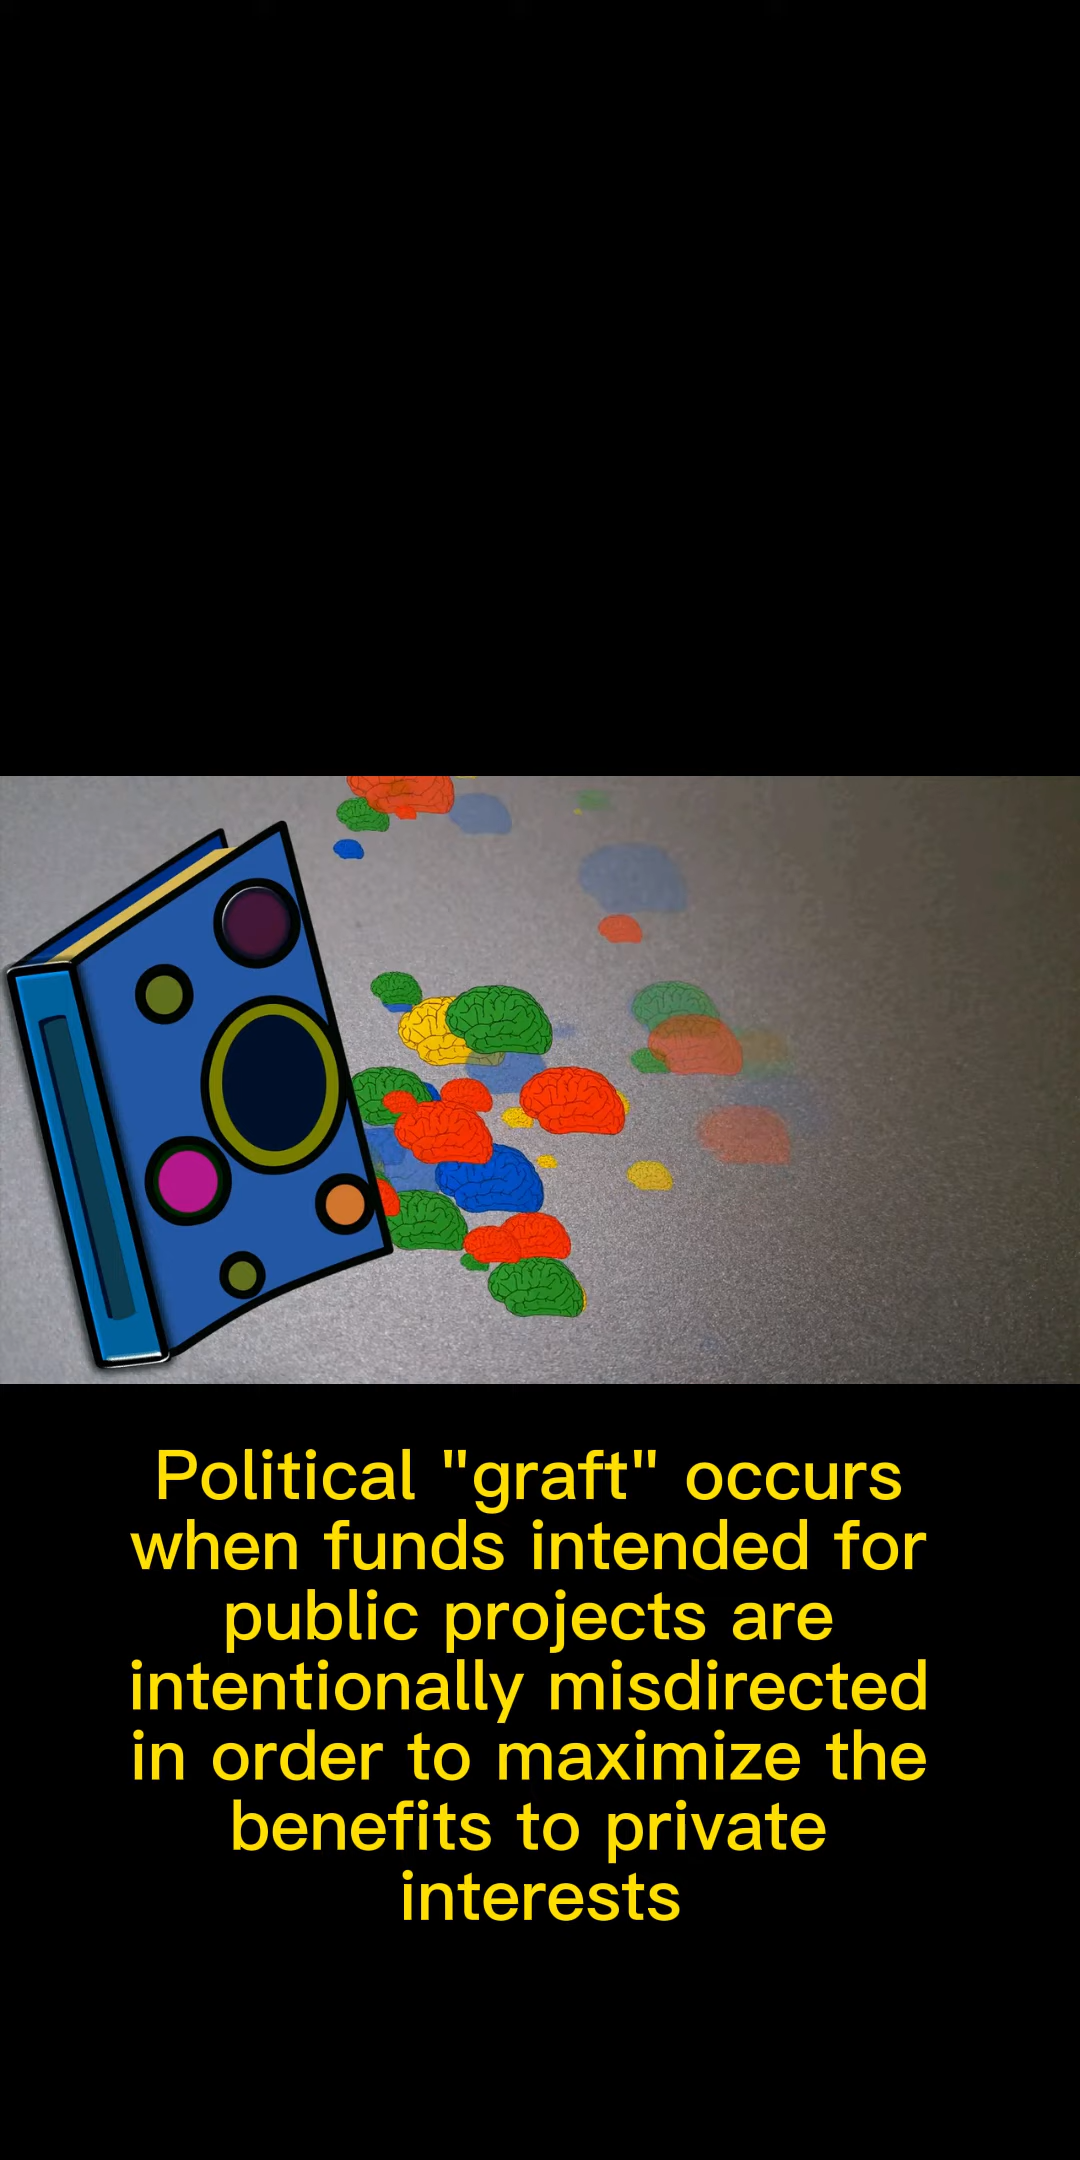 Political "graft" occurs
when funds intended for
public projects are
intentionally misdirected
in order to maximize the
benefits to private
interests